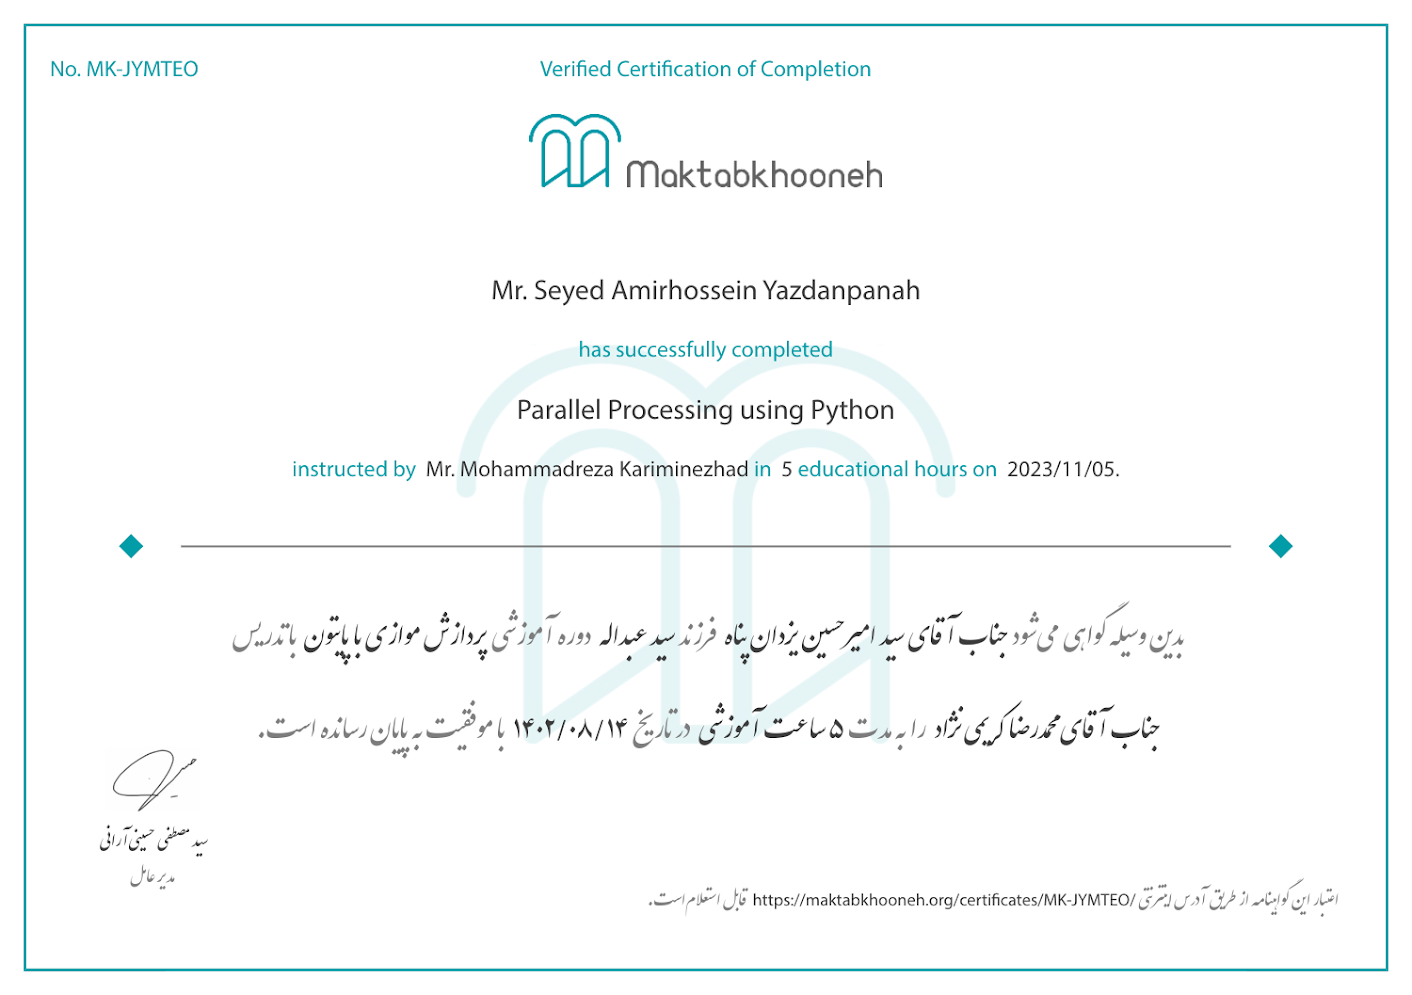 No. MK-JYMTEO
Verified Certification of Completion
Maktabkhooneh
Mr. Seyed Amirhossein Yazdanpanah
has successfully completed
Parallel Processing using Python
instructed by Mr. Mohammadreza Kariminezhad in 5 educational hours on 2023/11/05.
بدین وسیله گواهی می‌شود جناب آقای سید امیرحسین یزدان پناه فرزند سید عبداله دوره آموزشی پردازش موازی با پایتون با تدریس
جناب آقای محمدرضا کریمی نژاد را به مدت ۵ ساعت آموزشی در تاریخ ۱۴۰۲/۰۸/۱۴ با موفقیت به پایان رسانده است.
سید مصطفی حسینی آرانی
مدیر عامل
اعتبار این گواهینامه از طریق آدرس اینترنتی https://maktabkhooneh.org/certificates/MK-JYMTEO/ قابل استعلام است.